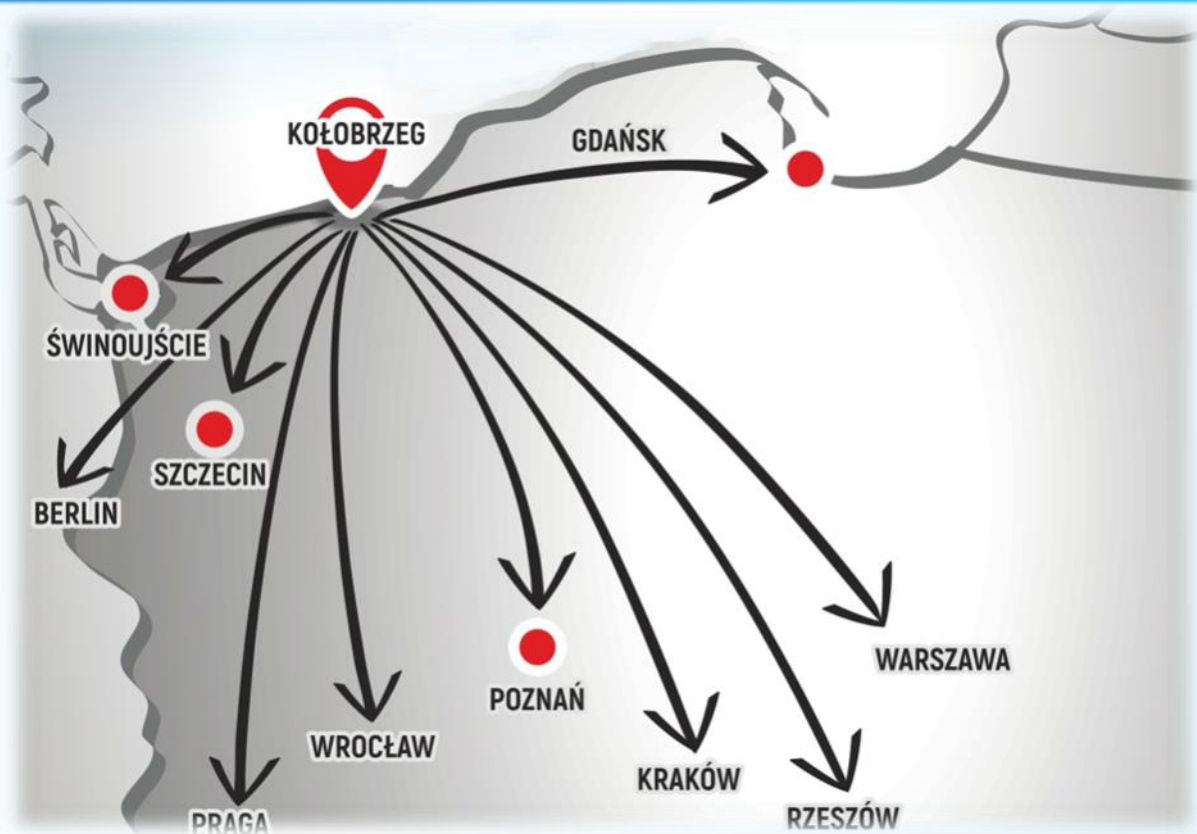 KOŁOBRZEG
GDAŃSK
ŚWINOUJŚCIE
SZCZECIN
BERLIN
WARSZAWA
POZNAŃ
WROCŁAW
KRAKÓW
RZESZÓW
PRAGA